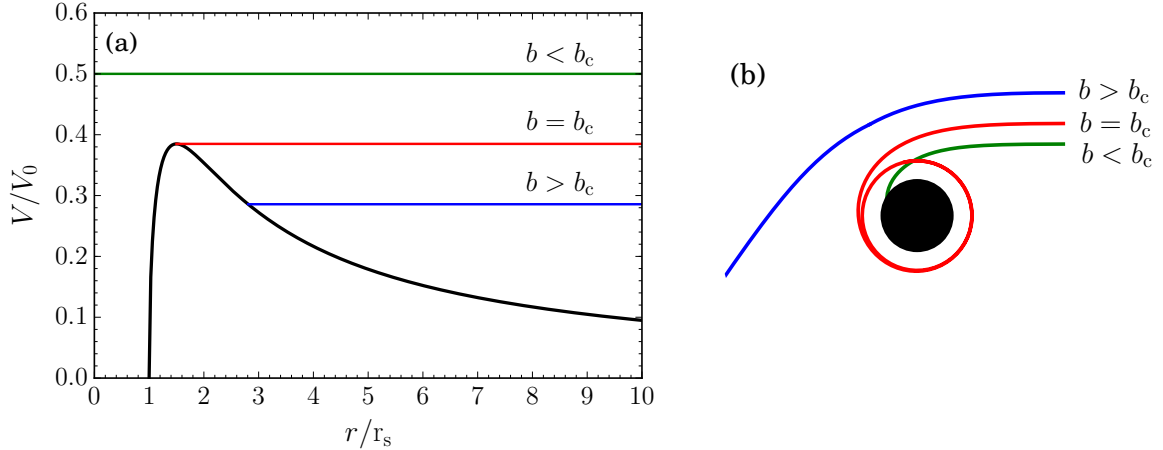 (a)
0.6
0.5
0.4
0.3
0.2
0.1
0.0
V/V₀
b < b_c
b = b_c
b > b_c
0 1 2 3 4 5 6 7 8 9 10
r/r_s
(b)
b > b_c
b = b_c
b < b_c